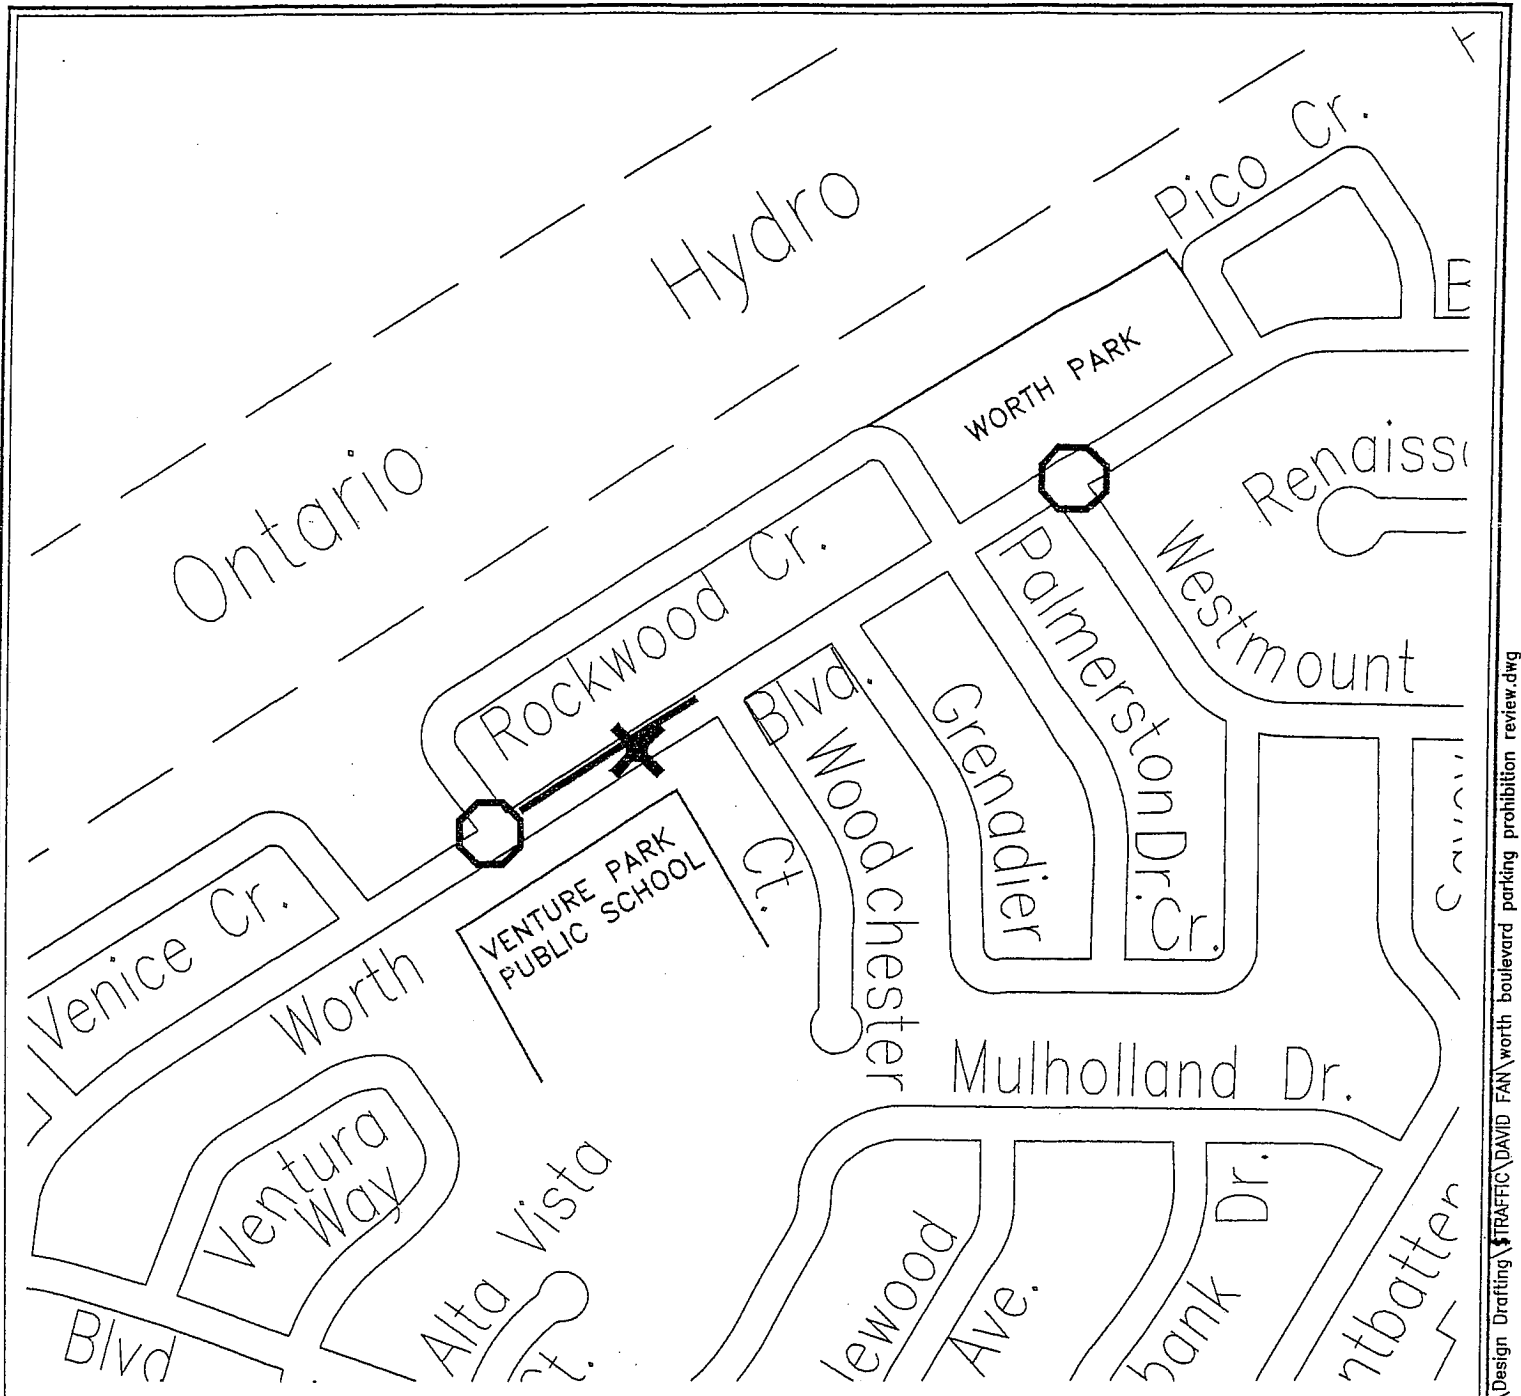 Pico Cr.
Hydro
Ontario
WORTH PARK
Rockwood Cr.
Westmount
Palmerston Dr.
Blvd.
Grenadier
Cr.
Woodchester
Ct.
VENTURE PARK
PUBLIC SCHOOL
Venice Cr.
Worth
Mulholland Dr.
Ventura
Way
Alta Vista
Ct.
Blvd
Ave.
Dr.
\Design Drafting\$TRAFFIC\DAVID FAN\worth boulevard parking prohibition review.dwg